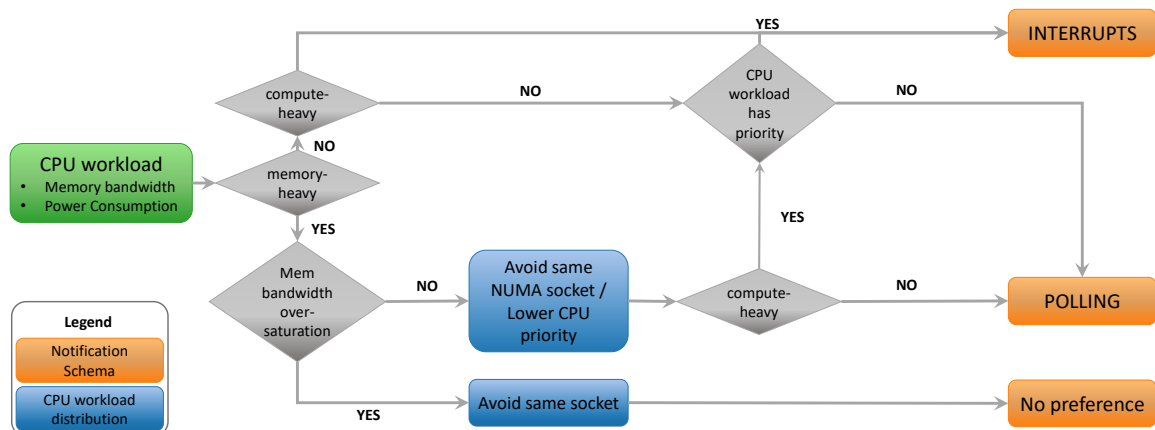 YES
INTERRUPTS
compute-
heavy
NO
CPU
workload
has
priority
NO
NO
CPU workload
• Memory bandwidth
• Power Consumption
memory-
heavy
YES
YES
Mem
bandwidth
over-
saturation
NO
Avoid same
NUMA socket /
Lower CPU
priority
compute-
heavy
NO
POLLING
YES
Avoid same socket
No preference
Legend
Notification
Schema
CPU workload
distribution